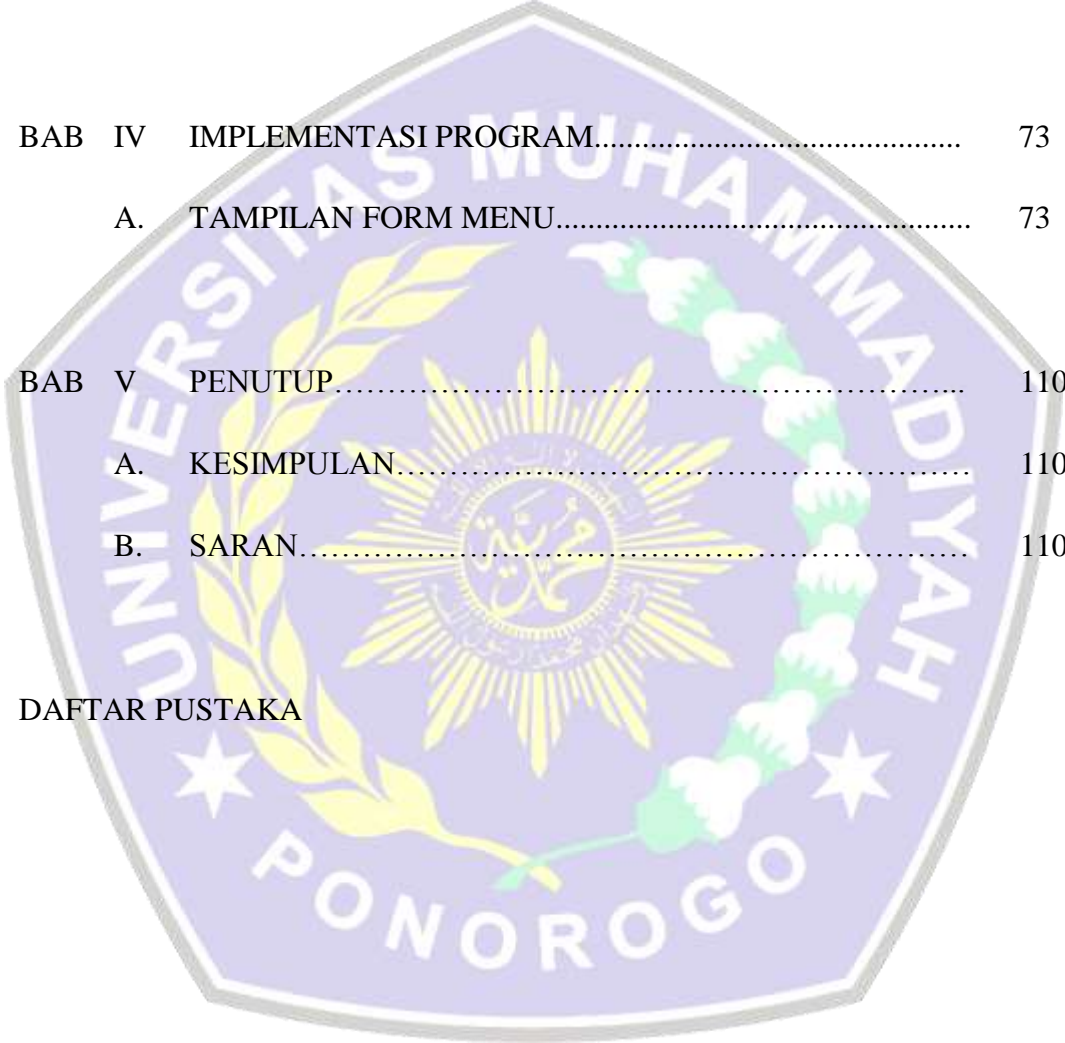 BAB IV IMPLEMENTASI PROGRAM.............................................. 73
A. TAMPILAN FORM MENU.................................................... 73
BAB V PENUTUP…………………………………………………….. 110
A. KESIMPULAN………………………………………………. 110
B. SARAN………………………………………………………. 110
DAFTAR PUSTAKA
UNIVERSITAS MUHAMMADIYAH
PONOROGO
محمدية